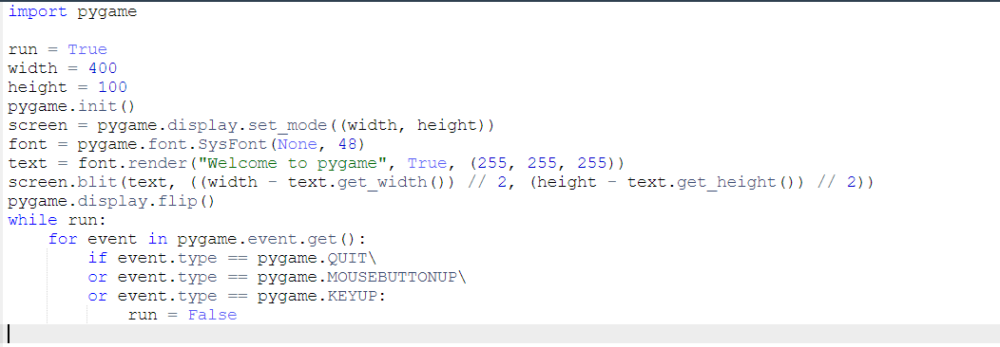 import pygame

run = True
width = 400
height = 100
pygame.init()
screen = pygame.display.set_mode((width, height))
font = pygame.font.SysFont(None, 48)
text = font.render("Welcome to pygame", True, (255, 255, 255))
screen.blit(text, ((width - text.get_width()) // 2, (height - text.get_height()) // 2))
pygame.display.flip()
while run:
    for event in pygame.event.get():
        if event.type == pygame.QUIT\
        or event.type == pygame.MOUSEBUTTONUP\
        or event.type == pygame.KEYUP:
            run = False